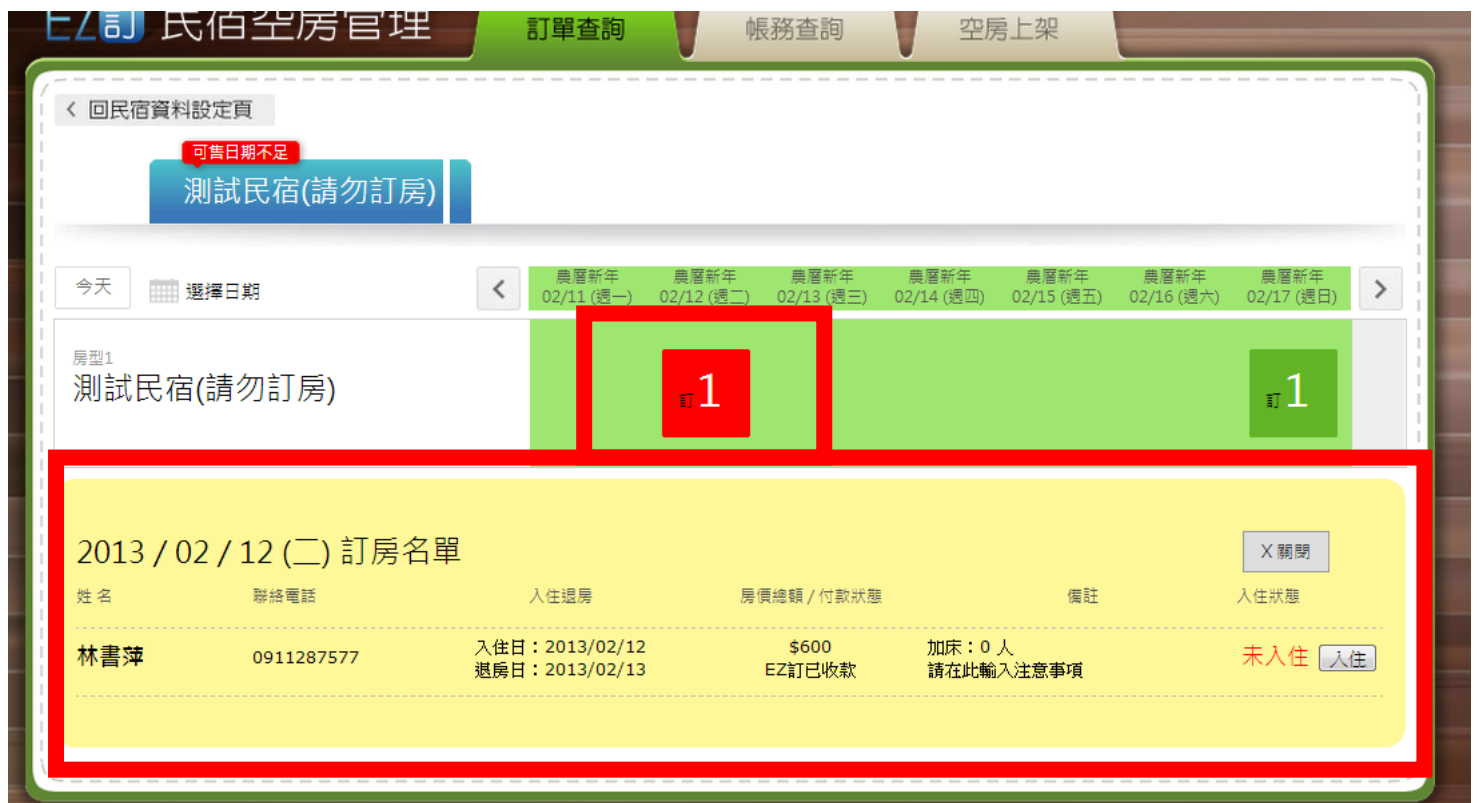 EZ訂 民宿空房管理 訂單查詢 帳務查詢 空房上架
回民宿資料設定頁
可售日期不足
測試民宿(請勿訂房)
今天 選擇日期
農曆新年 農曆新年 農曆新年 農曆新年 農曆新年 農曆新年 農曆新年
02/11 (週一) 02/12 (週二) 02/13 (週三) 02/14 (週四) 02/15 (週五) 02/16 (週六) 02/17 (週日)
房型1
測試民宿(請勿訂房)
訂 1 訂 1
2013 / 02 / 12 (二) 訂房名單 X 關閉
姓名 聯絡電話 入住退房 房價總額 / 付款狀態 備註 入住狀態
林書萍 0911287577 入住日：2013/02/12 $600 加床：0 人 未入住 入住
退房日：2013/02/13 EZ訂已收款 請在此輸入注意事項